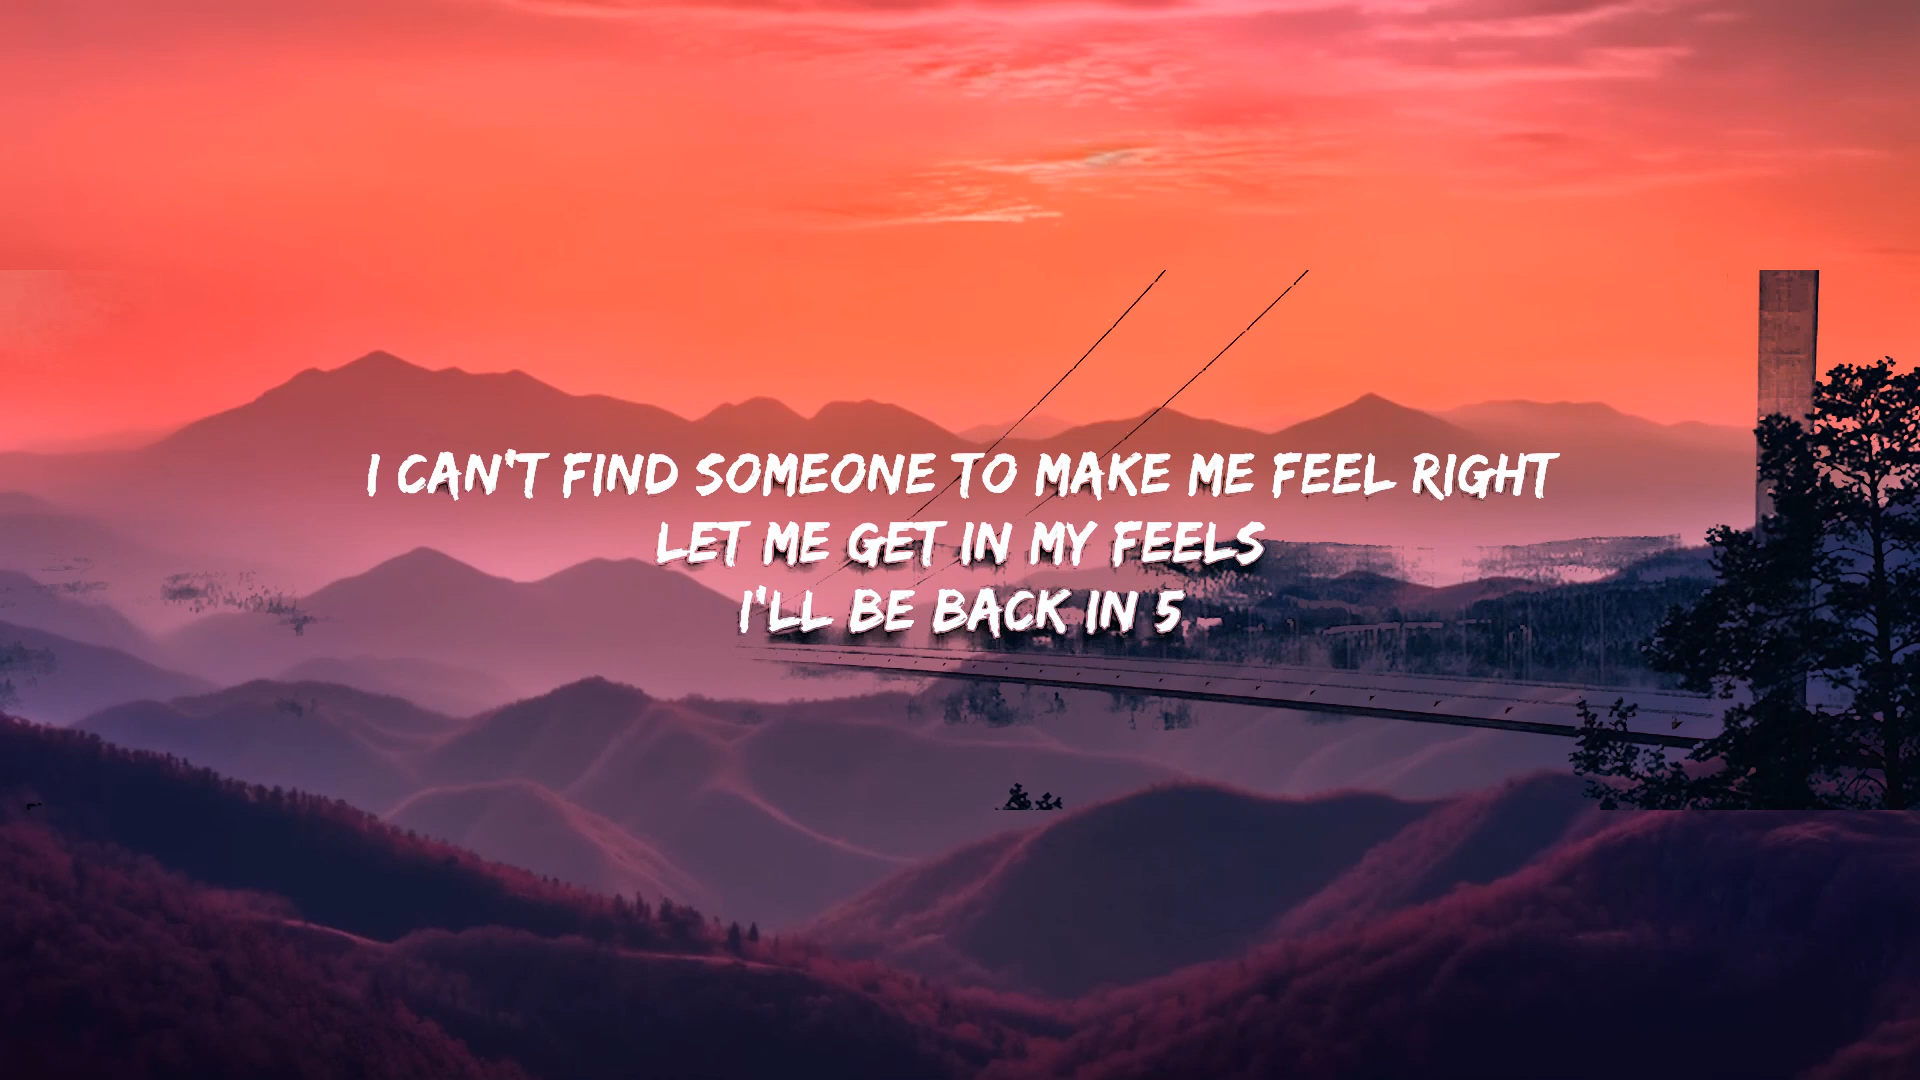 I CAN'T FIND SOMEONE TO MAKE ME FEEL RIGHT
LET ME GET IN MY FEELS
I'LL BE BACK IN 5